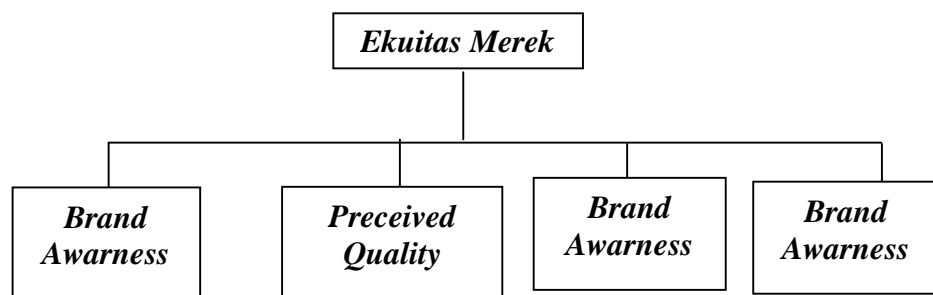 Ekuitas Merek
Brand
Awarness
Preceived
Quality
Brand
Awarness
Brand
Awarness